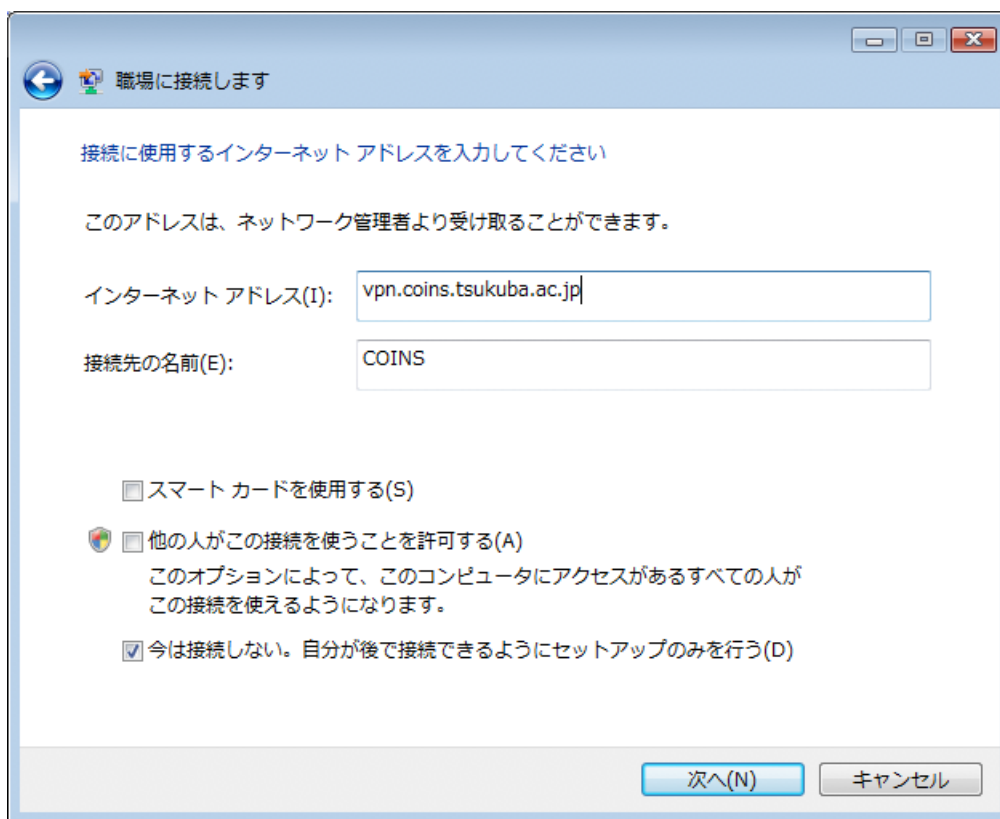 職場に接続します
接続に使用するインターネット アドレスを入力してください
このアドレスは、ネットワーク管理者より受け取ることができます。
インターネット アドレス(I):
vpn.coins.tsukuba.ac.jp
接続先の名前(E):
COINS
スマート カードを使用する(S)
他の人がこの接続を使うことを許可する(A)
このオプションによって、このコンピュータにアクセスがあるすべての人が
この接続を使えるようになります。
今は接続しない。自分が後で接続できるようにセットアップのみを行う(D)
次へ(N)
キャンセル